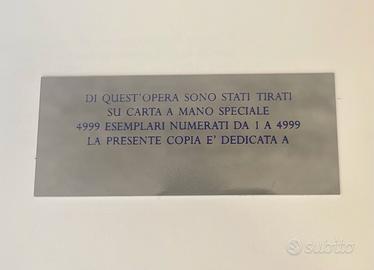 DI QUEST'OPERA SONO STATI TIRATI
SU CARTA A MANO SPECIALE
4999 ESEMPLARI NUMERATI DA 1 A 4999
LA PRESENTE COPIA E' DEDICATA A
subito